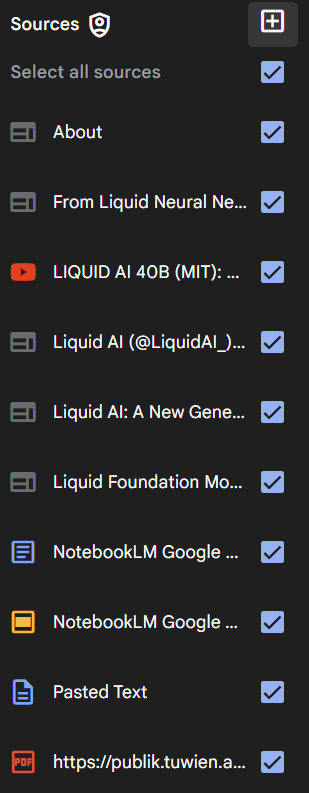 Sources
Select all sources
About
From Liquid Neural Ne...
LIQUID AI 40B (MIT): ...
Liquid AI (@LiquidAI_)...
Liquid AI: A New Gene...
Liquid Foundation Mo...
NotebookLM Google ...
NotebookLM Google ...
Pasted Text
PDF https://publik.tuwien.a...